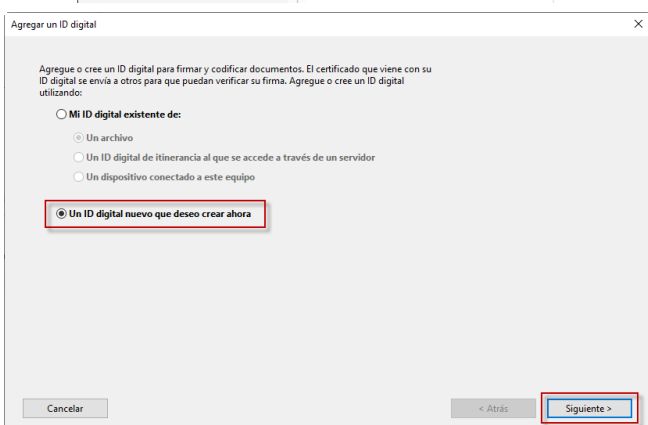 Agregar un ID digital
Agregue o cree un ID digital para firmar y codificar documentos. El certificado que viene con su
ID digital se envía a otros para que puedan verificar su firma. Agregue o cree un ID digital
utilizando:
Mi ID digital existente de:
Un archivo
Un ID digital de itinerancia al que se accede a través de un servidor
Un dispositivo conectado a este equipo
Un ID digital nuevo que deseo crear ahora
Cancelar
< Atrás
Siguiente >